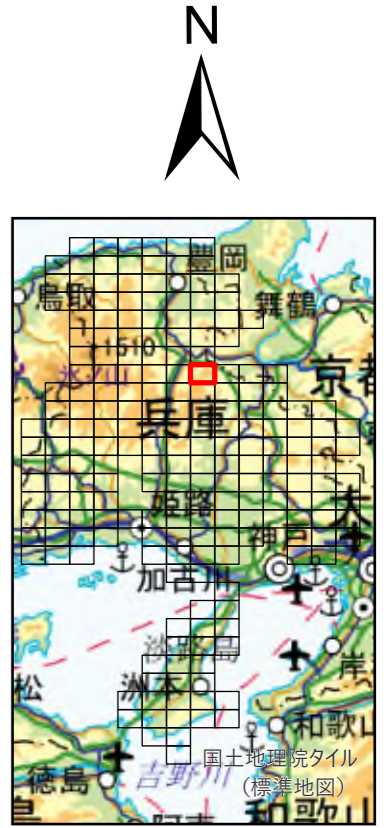 N
豊岡
鳥取
舞鶴
1510
氷ノ山
京都
兵庫
姫路
大
神戸
加古川
淡路島
岸
松
洲本
和歌山
国土地理院タイル
徳島
吉野川
(標準地図)
島
和歌山